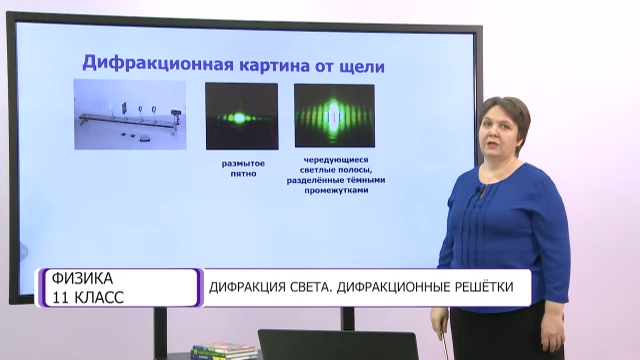 Дифракционная картина от щели
размытое
пятно
чередующиеся
светлые полосы,
разделённые тёмными
промежутками
ФИЗИКА
11 КЛАСС
ДИФРАКЦИЯ СВЕТА. ДИФРАКЦИОННЫЕ РЕШЁТКИ